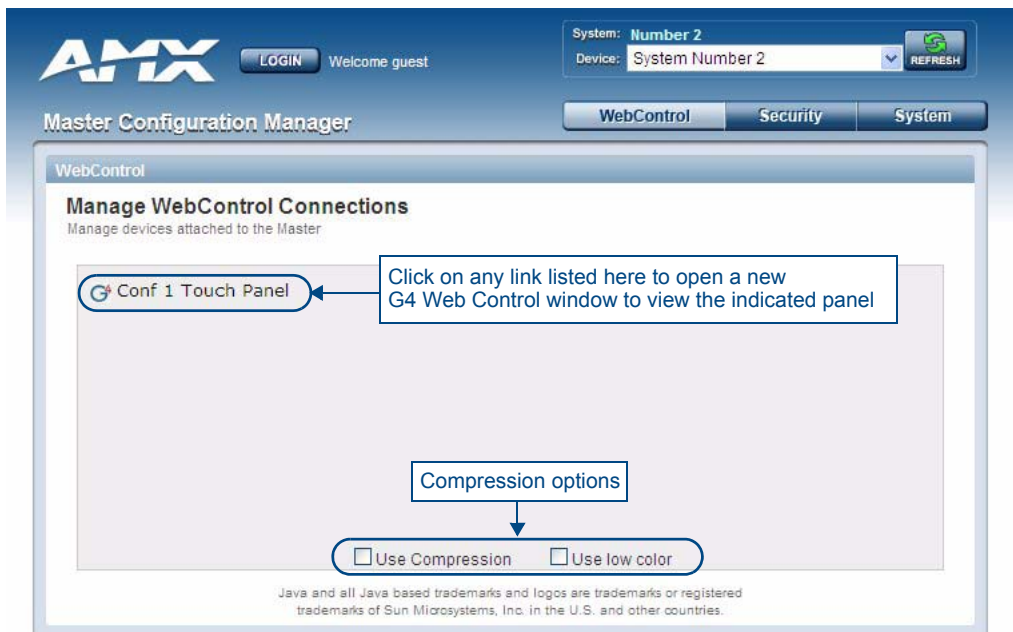 AMX
LOGIN Welcome guest
System: Number 2
Device: System Number 2
REFRESH
Master Configuration Manager
WebControl Security System
WebControl
Manage WebControl Connections
Manage devices attached to the Master
Conf 1 Touch Panel
Click on any link listed here to open a new
G4 Web Control window to view the indicated panel
Compression options
Use Compression Use low color
Java and all Java based trademarks and logos are trademarks or registered
trademarks of Sun Microsystems, Inc. in the U.S. and other countries.